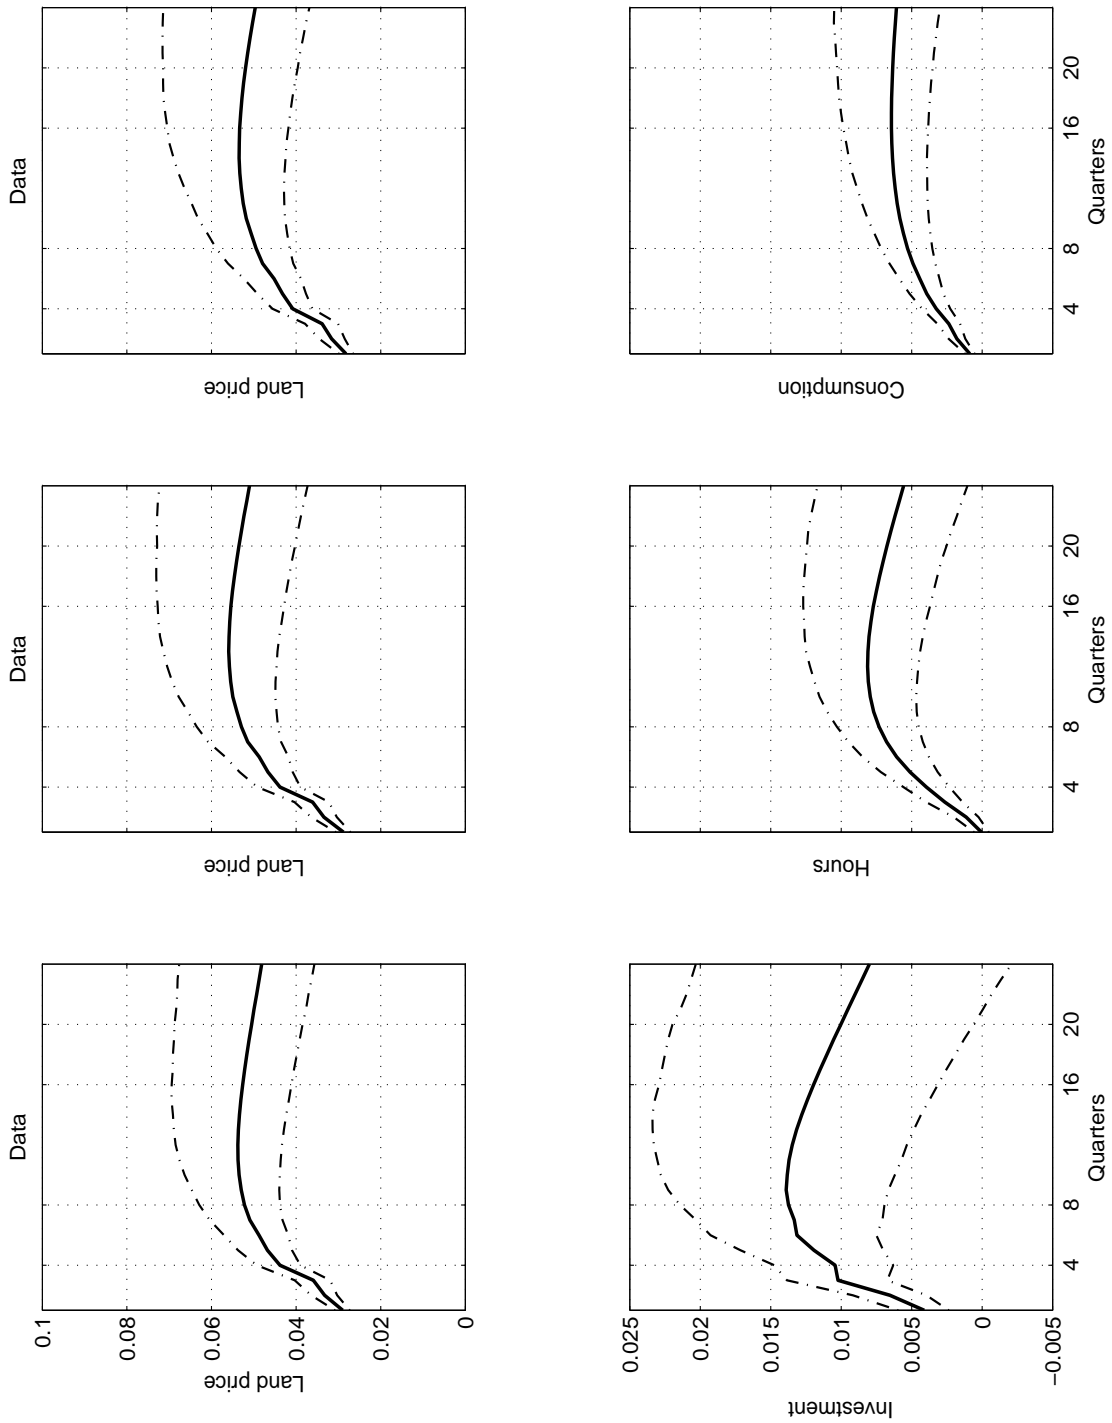 Data
0.1
0.08
0.06
0.04
0.02
0
Land price
Data
Land price
Data
Land price
0.025
0.02
0.015
0.01
0.005
0
−0.005
Investment
4 8 16 20
Quarters
Hours
4 8 16 20
Quarters
Consumption
4 8 16 20
Quarters